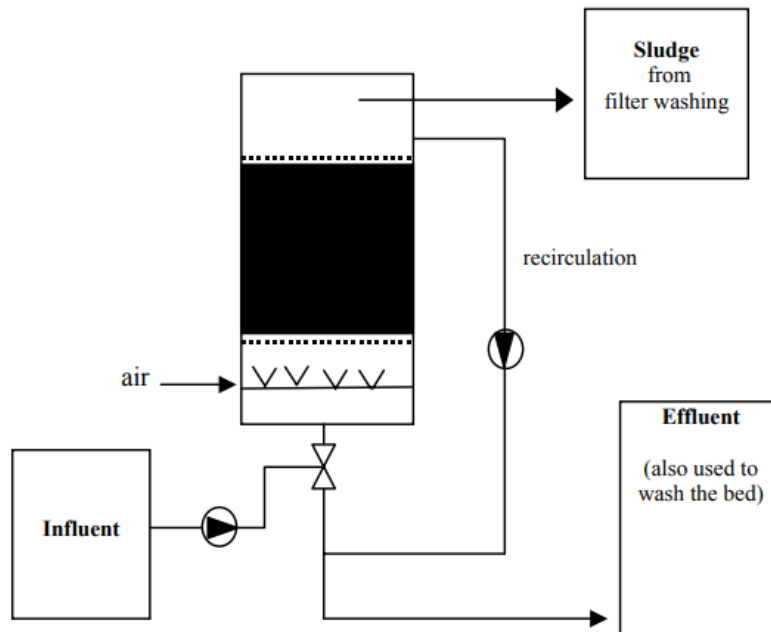 Sludge
from
filter washing
recirculation
air
Effluent
(also used to
wash the bed)
Influent